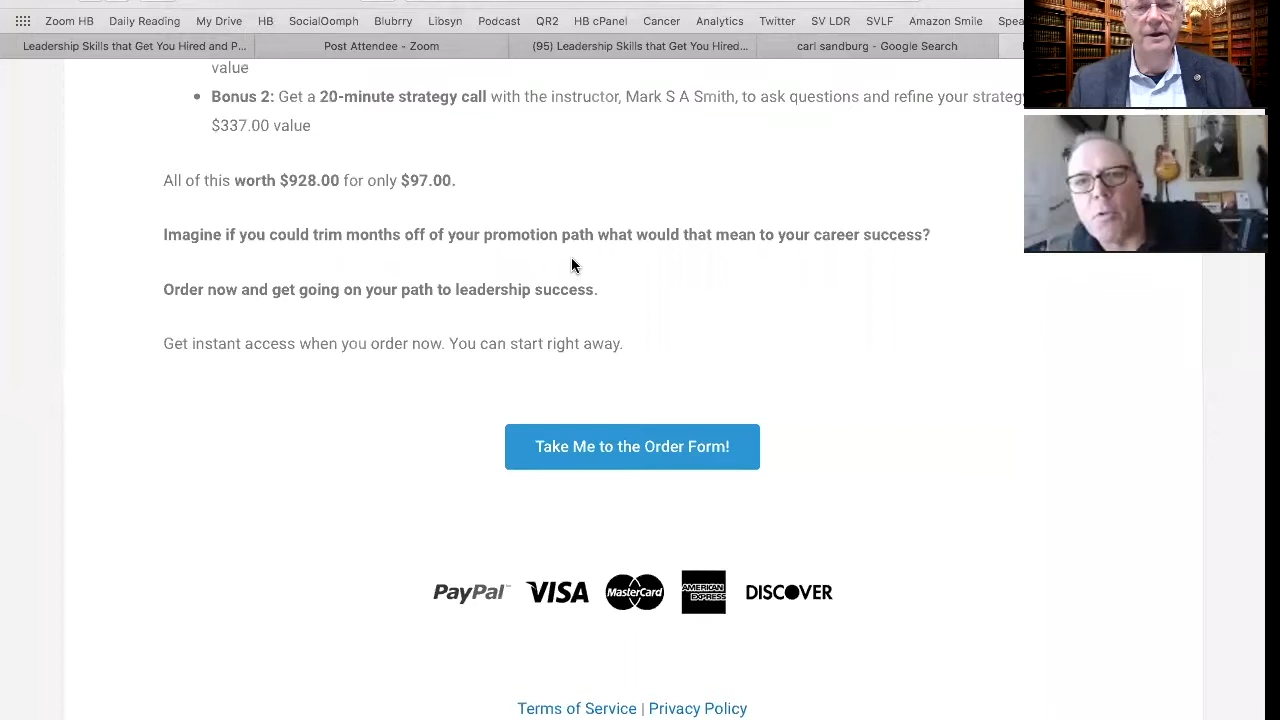 Zoom HB Daily Reading My Drive HB SocialOomph Bluehost Libsyn Podcast QR2 HB cPanel Cancer Analytics Twitter SV LDR SVLF Amazon Smile
Leadership Skills that Get You Hired and P... Post Attendee - Zoom (95) Leadership Skills that Get You Hired... carl sandburg - Google Search
value
Bonus 2: Get a 20-minute strategy call with the instructor, Mark S A Smith, to ask questions and refine your strategy
$337.00 value
All of this worth $928.00 for only $97.00.
Imagine if you could trim months off of your promotion path what would that mean to your career success?
Order now and get going on your path to leadership success.
Get instant access when you order now. You can start right away.
Take Me to the Order Form!
PayPal VISA MasterCard AMERICAN EXPRESS DISCOVER
Terms of Service | Privacy Policy